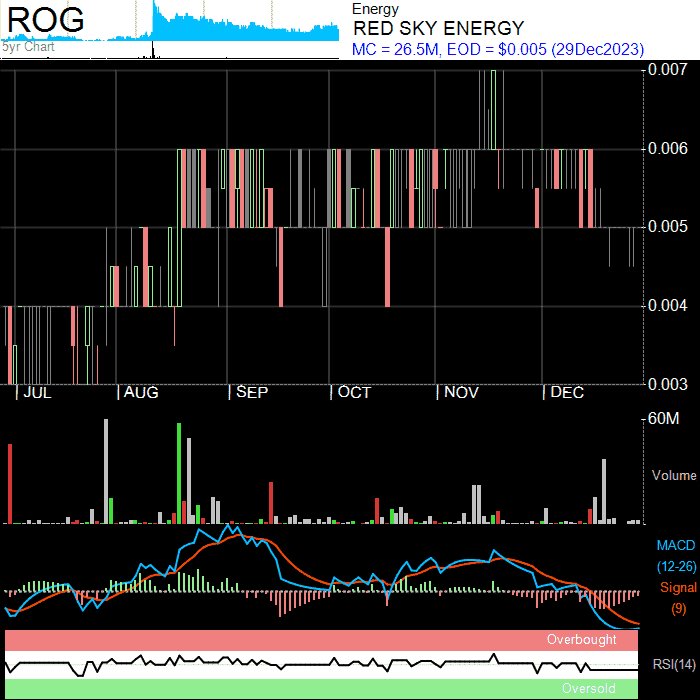 ROG
5yr Chart
Energy
RED SKY ENERGY
MC = 26.5M, EOD = $0.005 (29Dec2023)
0.007
0.006
0.005
0.004
0.003
JUL AUG SEP OCT NOV DEC
60M
Volume
MACD
(12-26)
Signal
(9)
Overbought
RSI(14)
Oversold